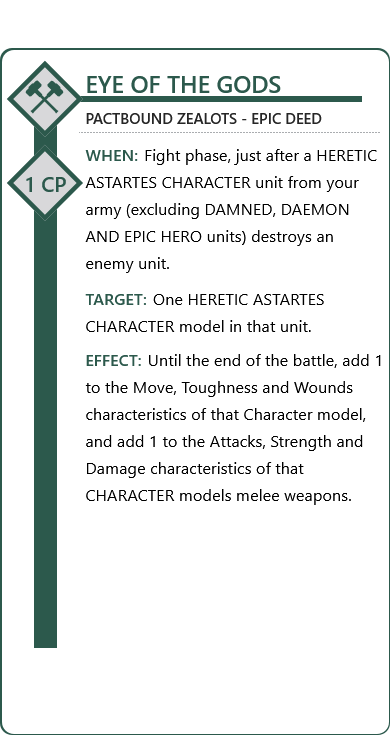 EYE OF THE GODS
PACTBOUND ZEALOTS - EPIC DEED
1 CP
WHEN: Fight phase, just after a HERETIC
ASTARTES CHARACTER unit from your
army (excluding DAMNED, DAEMON
AND EPIC HERO units) destroys an
enemy unit.
TARGET: One HERETIC ASTARTES
CHARACTER model in that unit.
EFFECT: Until the end of the battle, add 1
to the Move, Toughness and Wounds
characteristics of that Character model,
and add 1 to the Attacks, Strength and
Damage characteristics of that
CHARACTER models melee weapons.